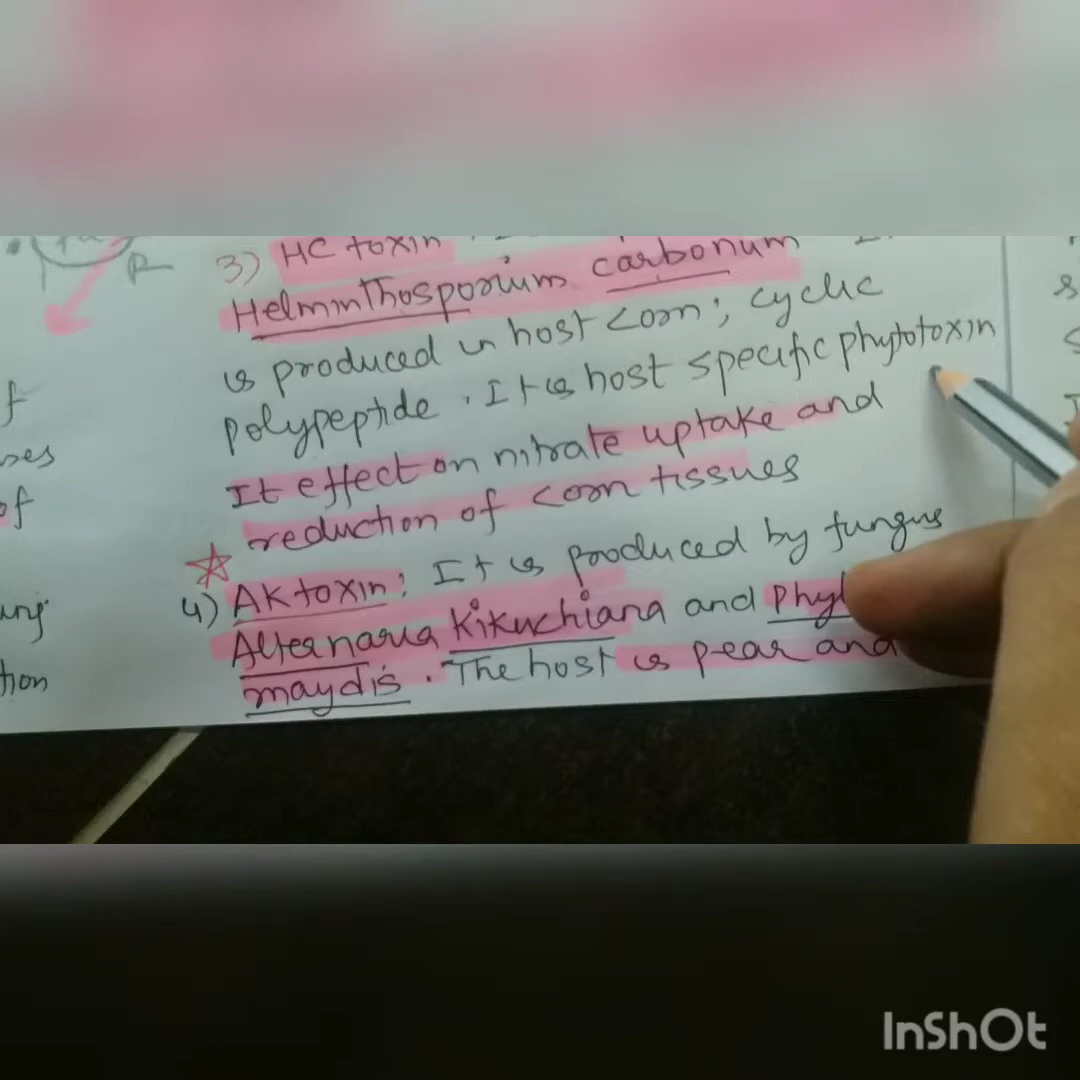 3) HC toxin
Helminthosporium carbonum
is produced in host corn; cyclic
polypeptide. It is host specific phytotoxin
It effect on nitrate uptake and
reduction of corn tissues
4) AK toxin: It is produced by fungus
Alternaria Kikuchiana and Phyl
maydis. The host is pear and
of
tion
InShOt